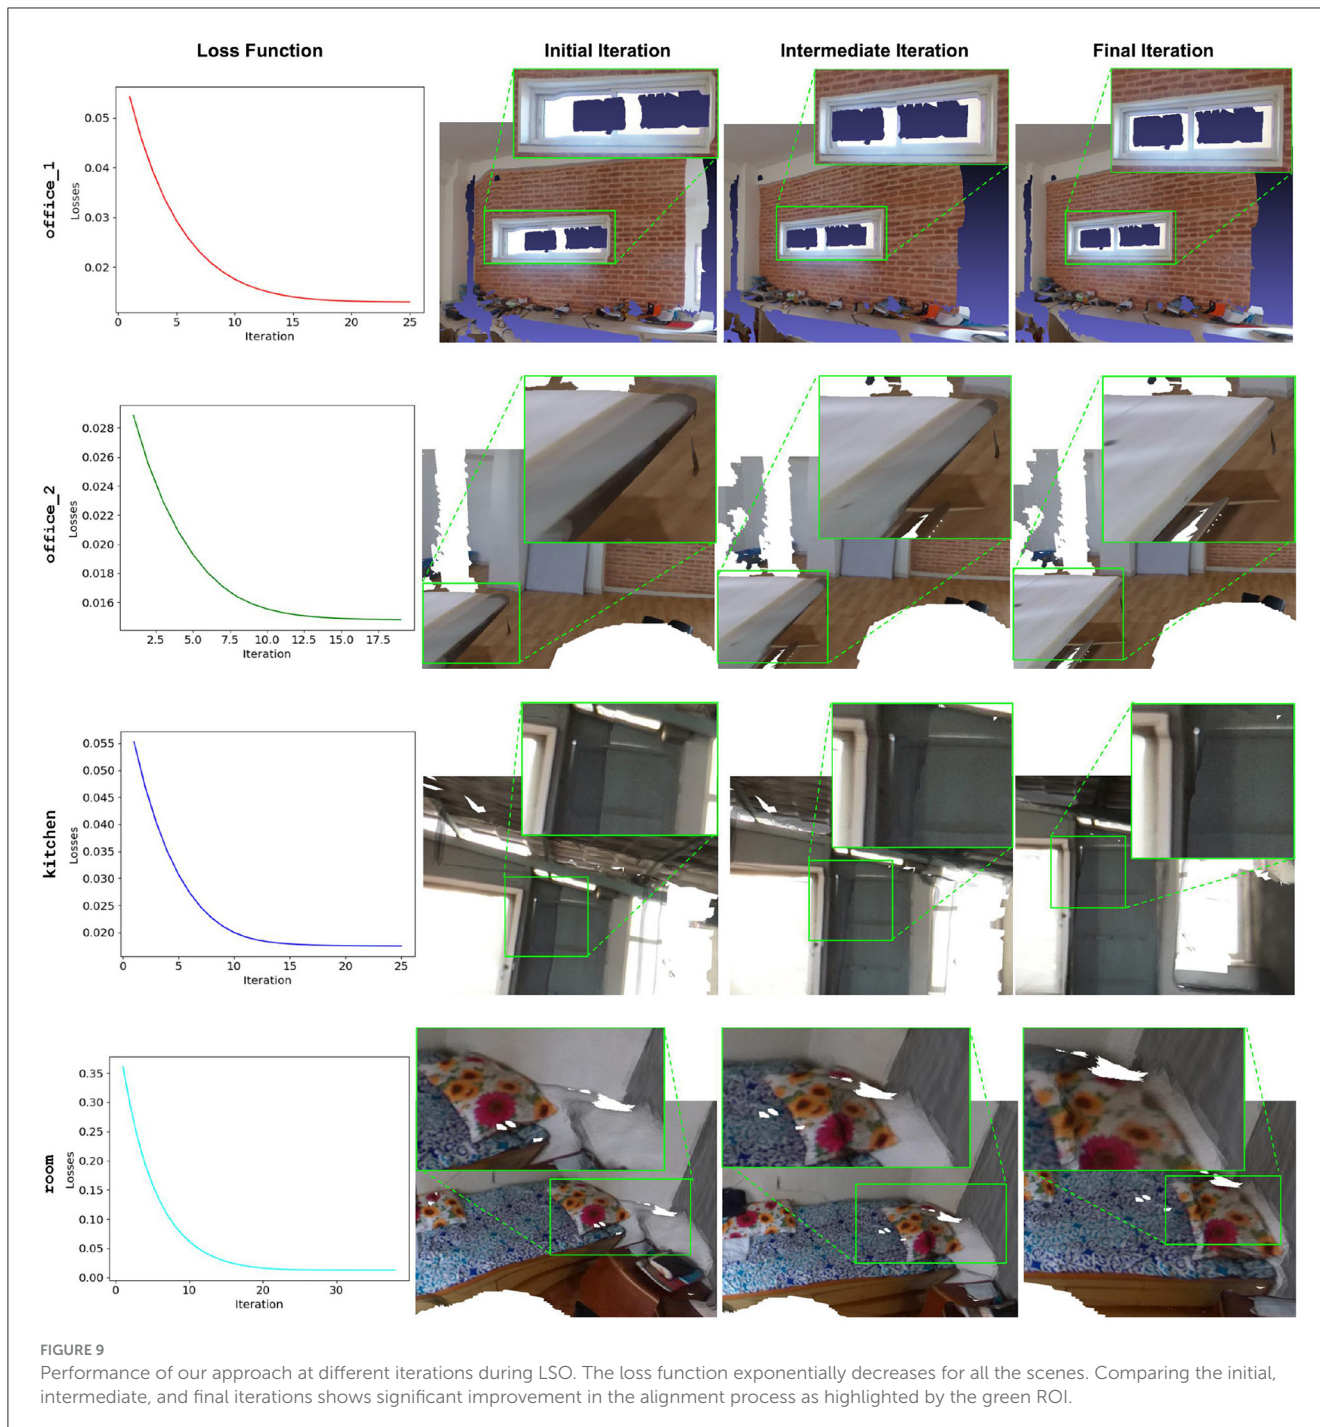 Loss Function
Initial Iteration
Intermediate Iteration
Final Iteration
office_1
Losses
0.05
0.04
0.03
0.02
0
5
10
15
20
25
Iteration
office_2
Losses
0.028
0.026
0.024
0.022
0.020
0.018
0.016
2.5
5.0
7.5
10.0
12.5
15.0
17.5
Iteration
kitchen
Losses
0.055
0.050
0.045
0.040
0.035
0.030
0.025
0.020
0
5
10
15
20
25
Iteration
room
Losses
0.35
0.30
0.25
0.20
0.15
0.10
0.05
0.00
0
10
20
30
Iteration
FIGURE 9
Performance of our approach at different iterations during LSO. The loss function exponentially decreases for all the scenes. Comparing the initial,
intermediate, and final iterations shows significant improvement in the alignment process as highlighted by the green ROI.